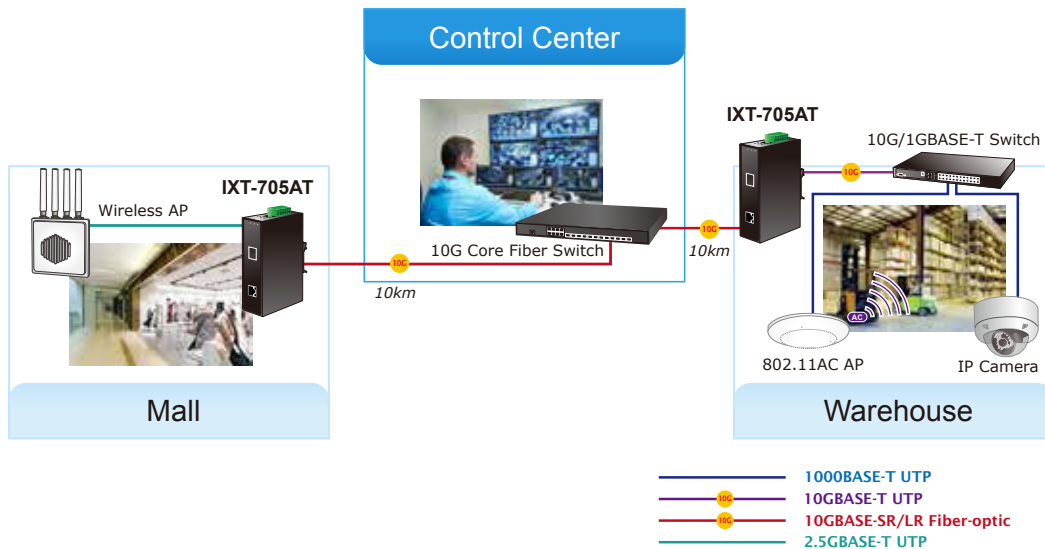 Control Center
IXT-705AT
10G/1GBASE-T Switch
10G
IXT-705AT
Wireless AP
10G Core Fiber Switch
10G
10km
10G
10km
AC
802.11AC AP
IP Camera
Mall
Warehouse
1000BASE-T UTP
10G
10GBASE-T UTP
10G
10GBASE-SR/LR Fiber-optic
2.5GBASE-T UTP